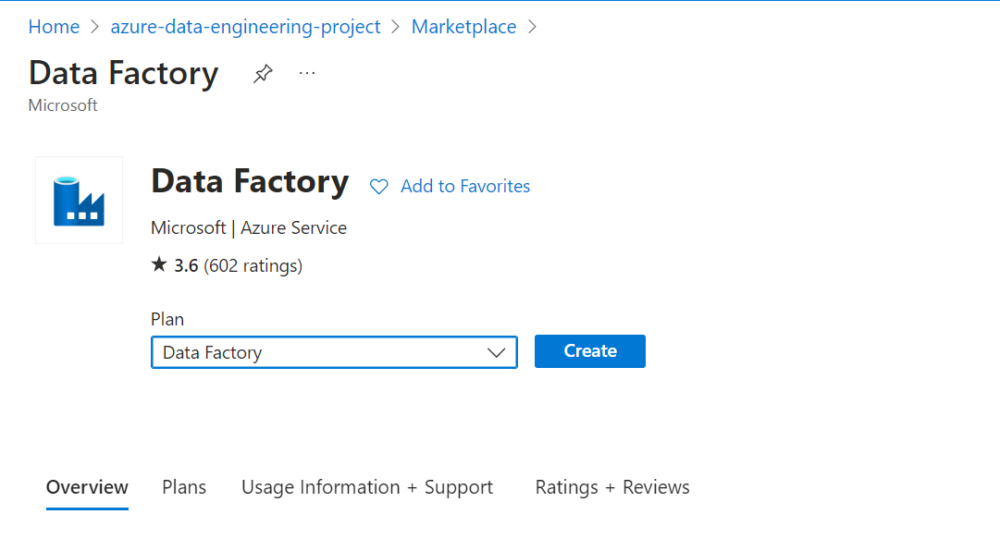 Home > azure-data-engineering-project > Marketplace >
Data Factory ...
Microsoft
Data Factory Add to Favorites
Microsoft | Azure Service
★ 3.6 (602 ratings)
Plan
Data Factory Create
Overview Plans Usage Information + Support Ratings + Reviews